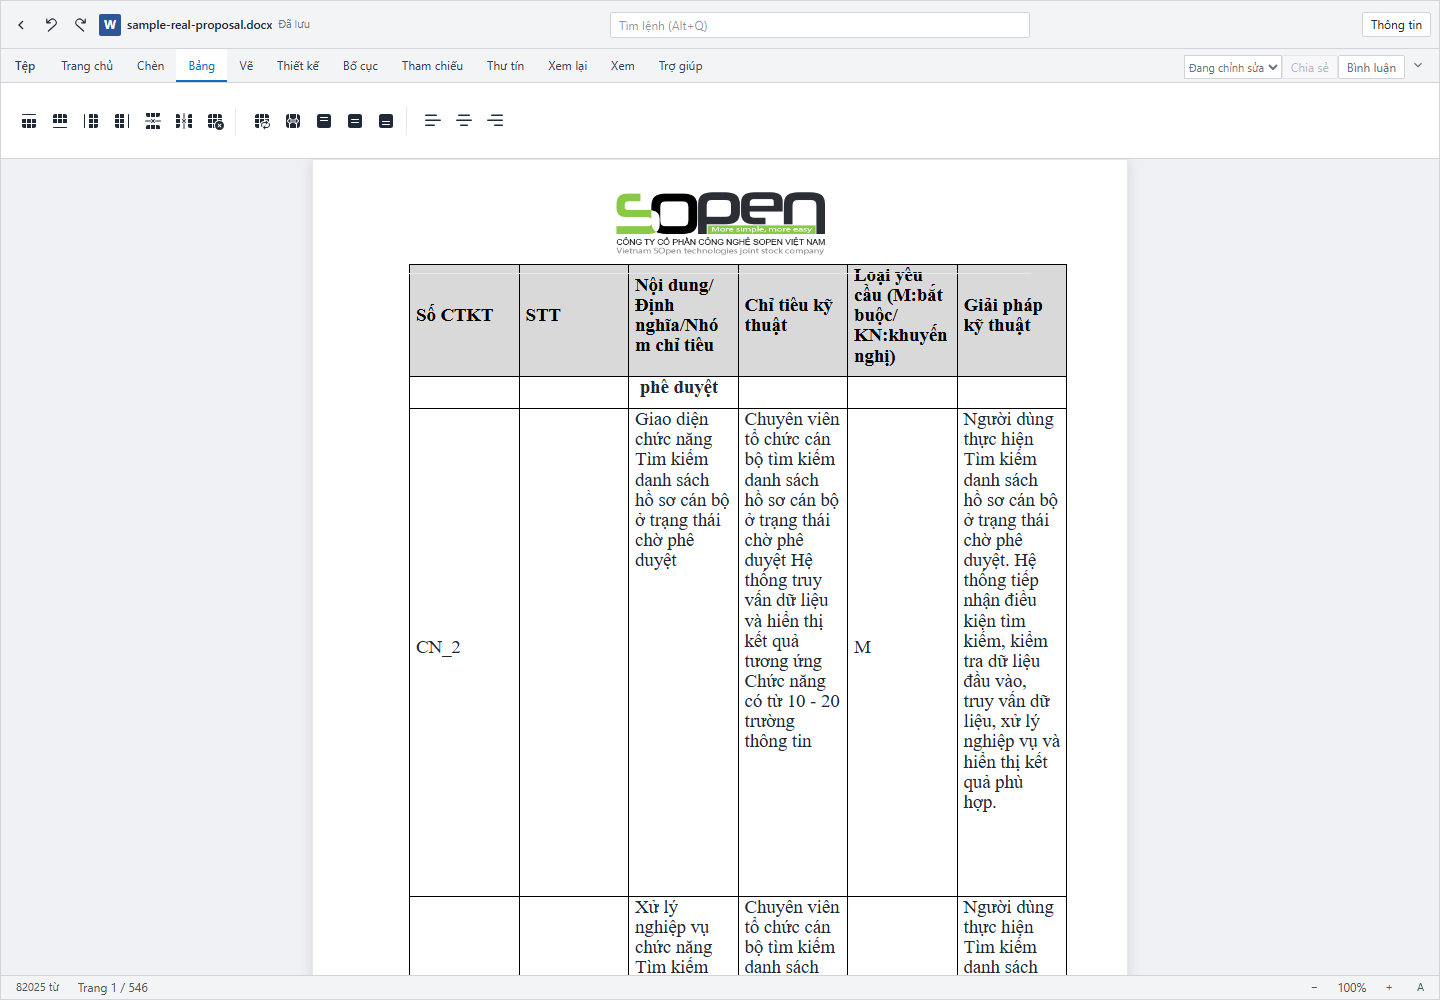 W sample-real-proposal.docx Đã lưu
Tìm lệnh (Alt+Q)
Thông tin
Tệp Trang chủ Chèn Bảng Vẽ Thiết kế Bố cục Tham chiếu Thư tín Xem lại Xem Trợ giúp
Đang chỉnh sửa Chia sẻ Bình luận
sopen
More simple, more easy
CÔNG TY CỔ PHẦN CÔNG NGHỆ SOPEN VIỆT NAM
Vietnam SOpen technologies joint stock company
Số CTKT
STT
Nội dung/
Định
nghĩa/Nhó
m chỉ tiêu
Chỉ tiêu kỹ
thuật
Loại yêu
cầu (M:bắt
buộc/
KN:khuyến
nghị)
Giải pháp
kỹ thuật
phê duyệt
CN_2
Giao diện
chức năng
Tìm kiếm
danh sách
hồ sơ cán bộ
ở trạng thái
chờ phê
duyệt
Chuyên viên
tổ chức cán
bộ tìm kiếm
danh sách
hồ sơ cán bộ
ở trạng thái
chờ phê
duyệt Hệ
thống truy
vấn dữ liệu
và hiển thị
kết quả
tương ứng
Chức năng
có từ 10 - 20
trường
thông tin
M
Người dùng
thực hiện
Tìm kiếm
danh sách
hồ sơ cán bộ
ở trạng thái
chờ phê
duyệt. Hệ
thống tiếp
nhận điều
kiện tìm
kiếm, kiểm
tra dữ liệu
đầu vào,
truy vấn dữ
liệu, xử lý
nghiệp vụ và
hiển thị kết
quả phù
hợp.
Xử lý
nghiệp vụ
chức năng
Tìm kiếm
Chuyên viên
tổ chức cán
bộ tìm kiếm
danh sách
Người dùng
thực hiện
Tìm kiếm
danh sách
82025 từ Trang 1 / 546
− 100% + A